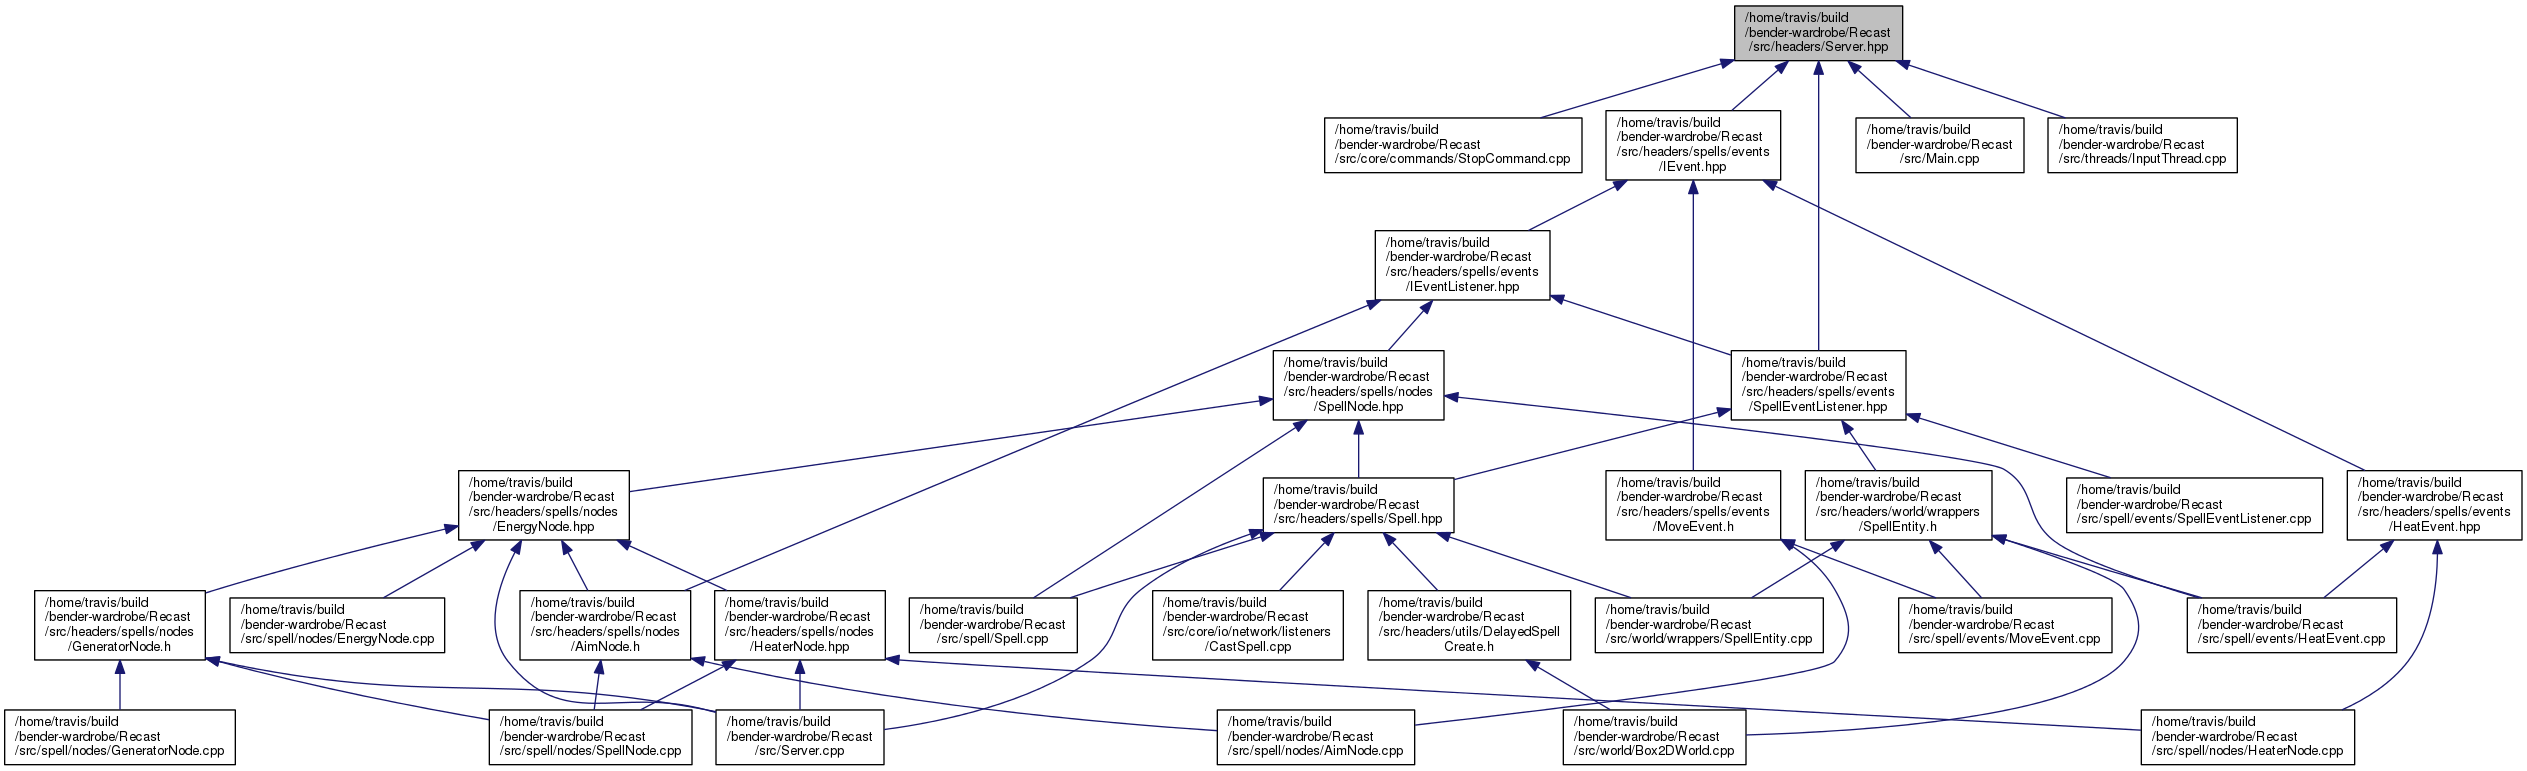 /home/travis/build
/bender-wardrobe/Recast
/src/headers/Server.hpp
/home/travis/build
/bender-wardrobe/Recast
/src/core/commands/StopCommand.cpp
/home/travis/build
/bender-wardrobe/Recast
/src/headers/spells/events
/IEvent.hpp
/home/travis/build
/bender-wardrobe/Recast
/src/Main.cpp
/home/travis/build
/bender-wardrobe/Recast
/src/threads/InputThread.cpp
/home/travis/build
/bender-wardrobe/Recast
/src/headers/spells/events
/IEventListener.hpp
/home/travis/build
/bender-wardrobe/Recast
/src/headers/spells/nodes
/SpellNode.hpp
/home/travis/build
/bender-wardrobe/Recast
/src/headers/spells/events
/SpellEventListener.hpp
/home/travis/build
/bender-wardrobe/Recast
/src/headers/spells/nodes
/EnergyNode.hpp
/home/travis/build
/bender-wardrobe/Recast
/src/headers/spells/Spell.hpp
/home/travis/build
/bender-wardrobe/Recast
/src/headers/spells/events
/MoveEvent.h
/home/travis/build
/bender-wardrobe/Recast
/src/headers/world/wrappers
/SpellEntity.h
/home/travis/build
/bender-wardrobe/Recast
/src/spell/events/SpellEventListener.cpp
/home/travis/build
/bender-wardrobe/Recast
/src/headers/spells/events
/HeatEvent.hpp
/home/travis/build
/bender-wardrobe/Recast
/src/headers/spells/nodes
/GeneratorNode.h
/home/travis/build
/bender-wardrobe/Recast
/src/spell/nodes/EnergyNode.cpp
/home/travis/build
/bender-wardrobe/Recast
/src/headers/spells/nodes
/AimNode.h
/home/travis/build
/bender-wardrobe/Recast
/src/headers/spells/nodes
/HeaterNode.hpp
/home/travis/build
/bender-wardrobe/Recast
/src/spell/Spell.cpp
/home/travis/build
/bender-wardrobe/Recast
/src/core/io/network/listeners
/CastSpell.cpp
/home/travis/build
/bender-wardrobe/Recast
/src/headers/utils/DelayedSpell
Create.h
/home/travis/build
/bender-wardrobe/Recast
/src/world/wrappers/SpellEntity.cpp
/home/travis/build
/bender-wardrobe/Recast
/src/spell/events/MoveEvent.cpp
/home/travis/build
/bender-wardrobe/Recast
/src/spell/events/HeatEvent.cpp
/home/travis/build
/bender-wardrobe/Recast
/src/spell/nodes/GeneratorNode.cpp
/home/travis/build
/bender-wardrobe/Recast
/src/spell/nodes/SpellNode.cpp
/home/travis/build
/bender-wardrobe/Recast
/src/Server.cpp
/home/travis/build
/bender-wardrobe/Recast
/src/spell/nodes/AimNode.cpp
/home/travis/build
/bender-wardrobe/Recast
/src/world/Box2DWorld.cpp
/home/travis/build
/bender-wardrobe/Recast
/src/spell/nodes/HeaterNode.cpp